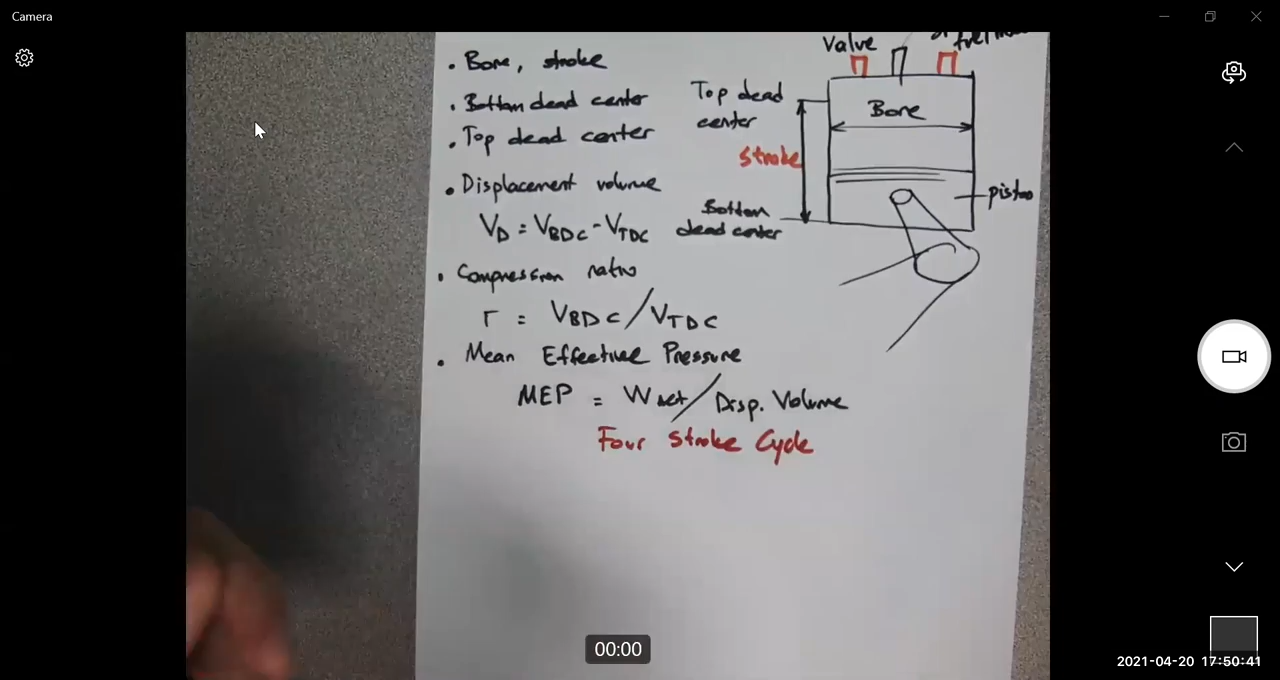 Camera
Valve
• Bore, stroke
• Bottom dead center
• Top dead center
• Displacement volume
V_D = V_BDC - V_TDC
• Compression ratio
r = V_BDC / V_TDC
• Mean Effective Pressure
MEP = W net / Disp. Volume
Four Stroke Cycle
Top dead
center
Bore
stroke
Bottom
dead center
piston
00:00
2021-04-20 17:50:41